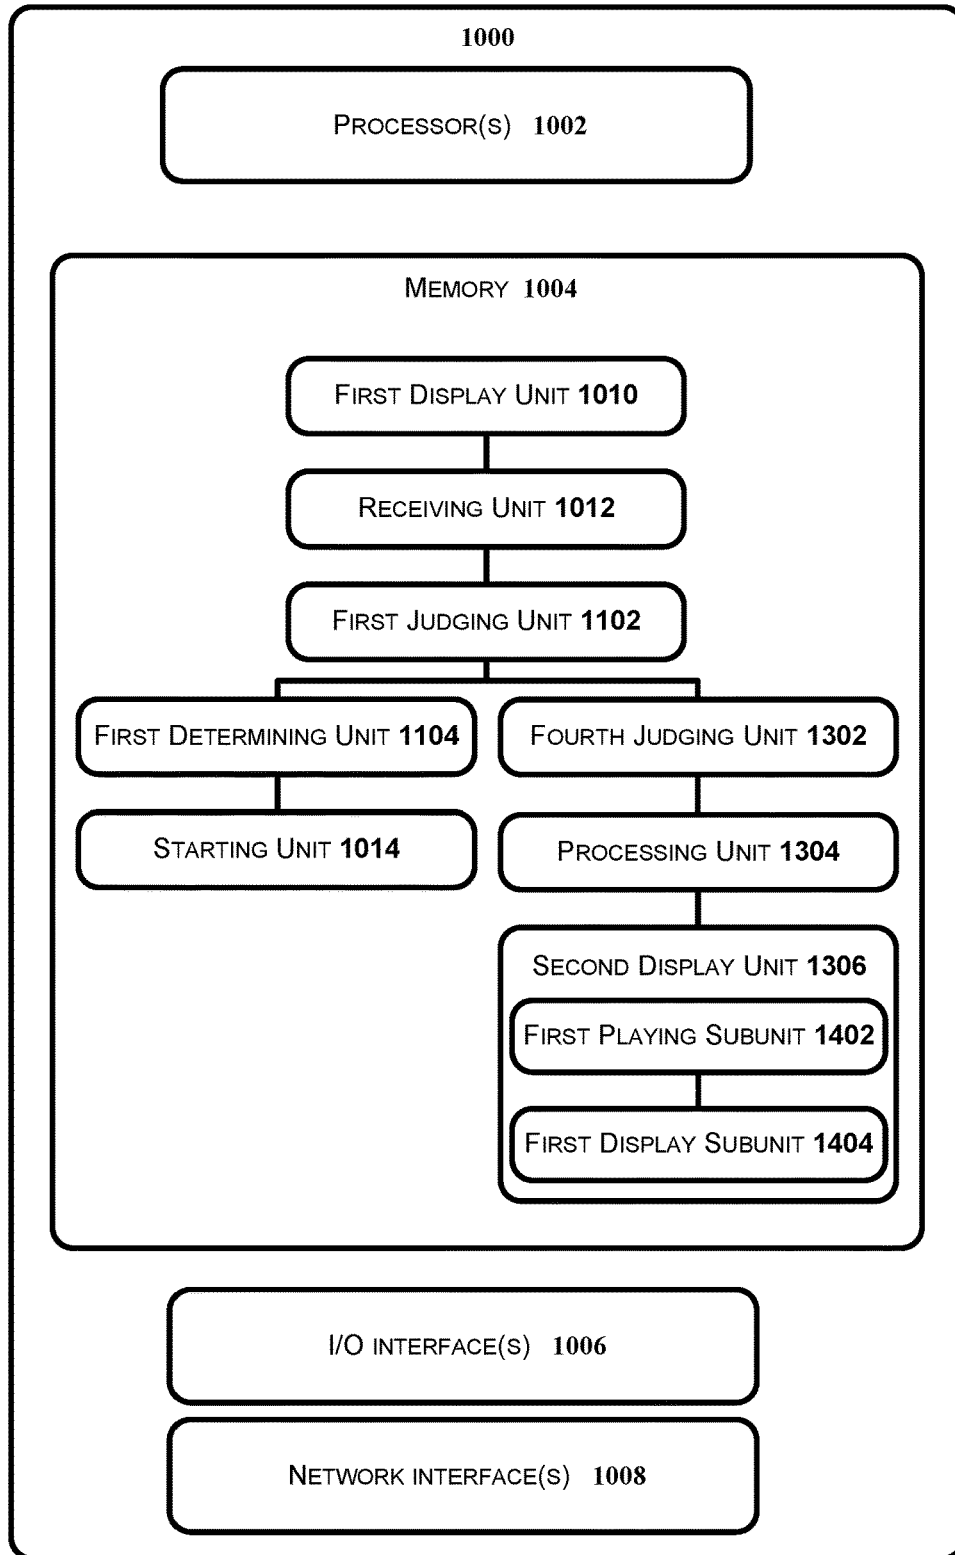 1000
PROCESSOR(S) 1002
MEMORY 1004
FIRST DISPLAY UNIT 1010
RECEIVING UNIT 1012
FIRST JUDGING UNIT 1102
FIRST DETERMINING UNIT 1104
FOURTH JUDGING UNIT 1302
STARTING UNIT 1014
PROCESSING UNIT 1304
SECOND DISPLAY UNIT 1306
FIRST PLAYING SUBUNIT 1402
FIRST DISPLAY SUBUNIT 1404
I/O INTERFACE(S) 1006
NETWORK INTERFACE(S) 1008